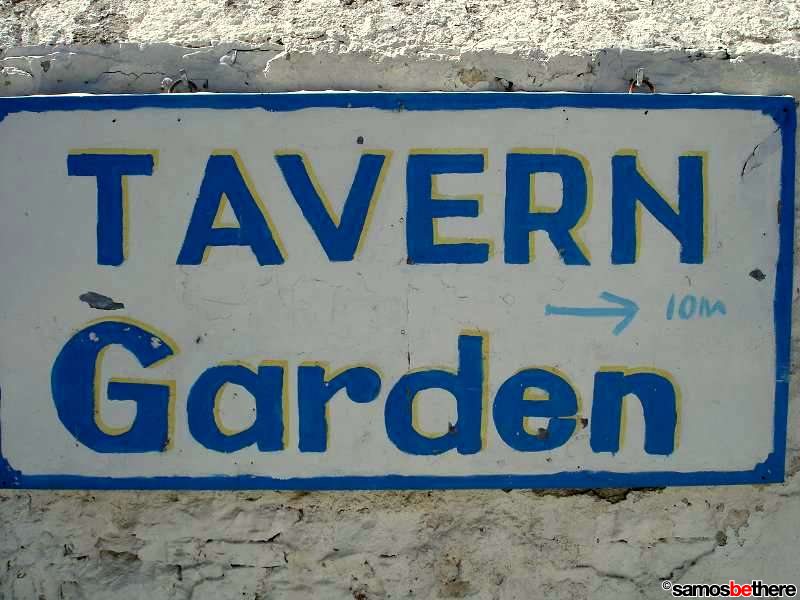 TAVERN
→ 10m
Garden
©samosbethere